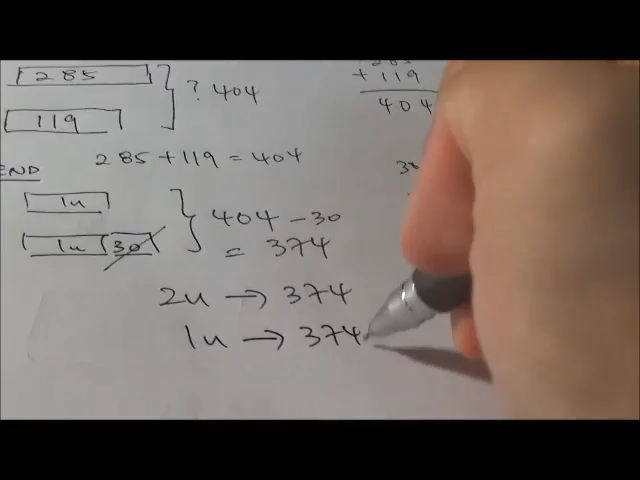 285
? 404
119
285 + 119 = 404
END
1u
1u 30
404 - 30
= 374
2u → 374
1u → 374
+ 119
404